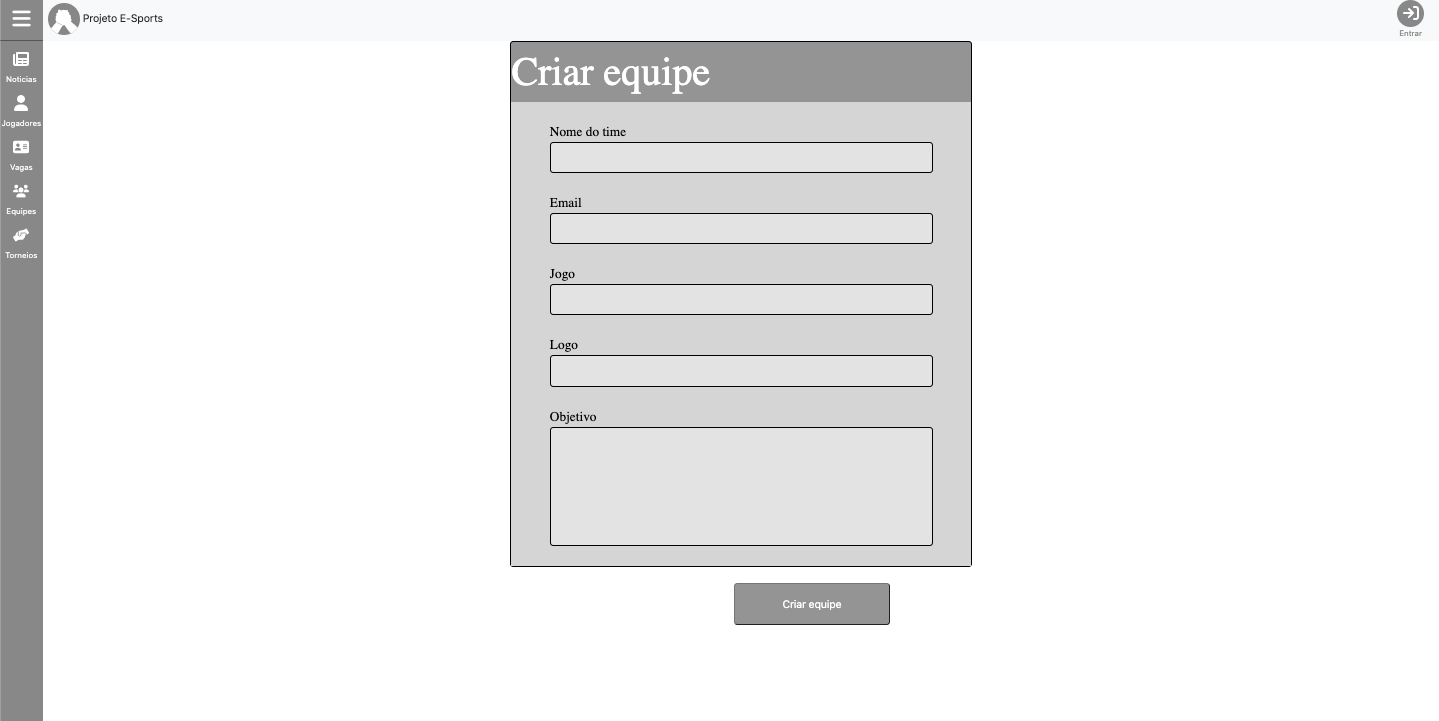 Projeto E-Sports
Entrar
Notícias
Jogadores
Vagas
Equipes
Torneios
Criar equipe
Nome do time
Email
Jogo
Logo
Objetivo
Criar equipe